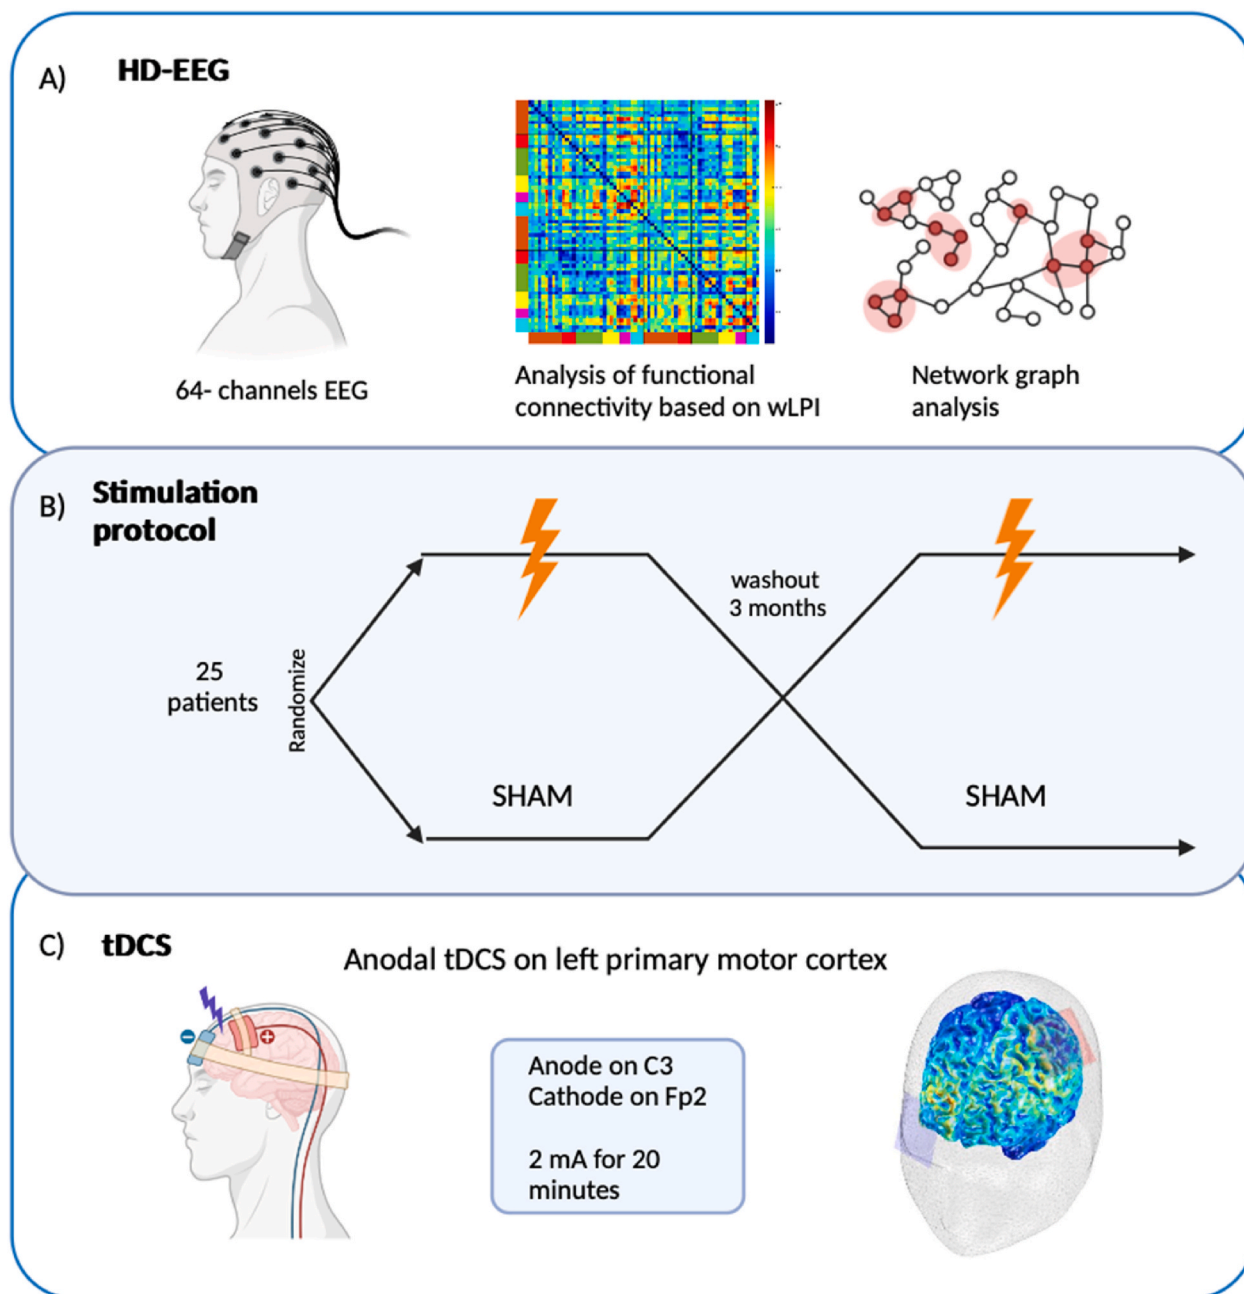 A)
HD-EEG
64- channels EEG
Analysis of functional
connectivity based on wLPI
Network graph
analysis
B)
Stimulation
protocol
25
patients
Randomize
washout
3 months
SHAM
SHAM
C)
tDCS
Anodal tDCS on left primary motor cortex
Anode on C3
Cathode on Fp2
2 mA for 20
minutes